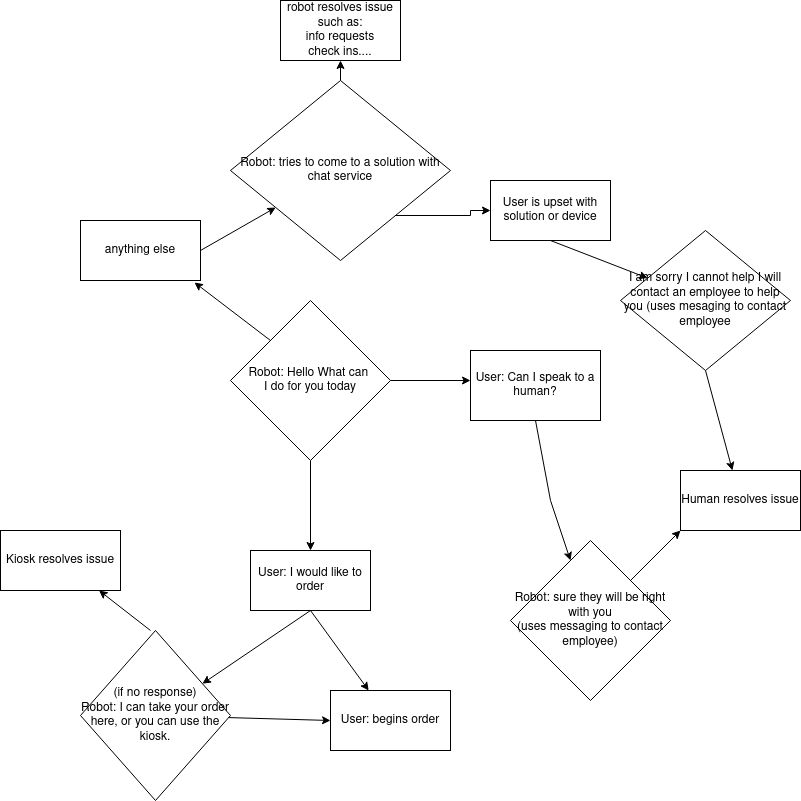 robot resolves issue
such as:
info requests
check ins....
Robot: tries to come to a solution with
chat service
User is upset with
solution or device
anything else
I am sorry I cannot help I will
contact an employee to help
you (uses mesaging to contact
employee
Robot: Hello What can
I do for you today
User: Can I speak to a
human?
Human resolves issue
Kiosk resolves issue
User: I would like to
order
Robot: sure they will be right
with you
(uses messaging to contact
employee)
(if no response)
Robot: I can take your order
here, or you can use the
kiosk.
User: begins order